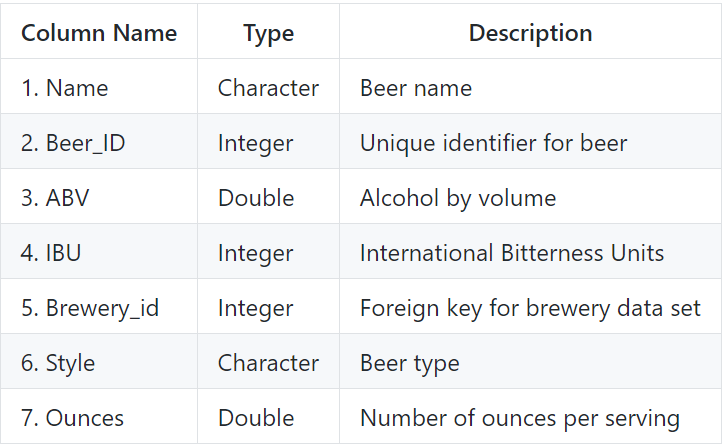 Column Name Type Description
1. Name Character Beer name
2. Beer_ID Integer Unique identifier for beer
3. ABV Double Alcohol by volume
4. IBU Integer International Bitterness Units
5. Brewery_id Integer Foreign key for brewery data set
6. Style Character Beer type
7. Ounces Double Number of ounces per serving